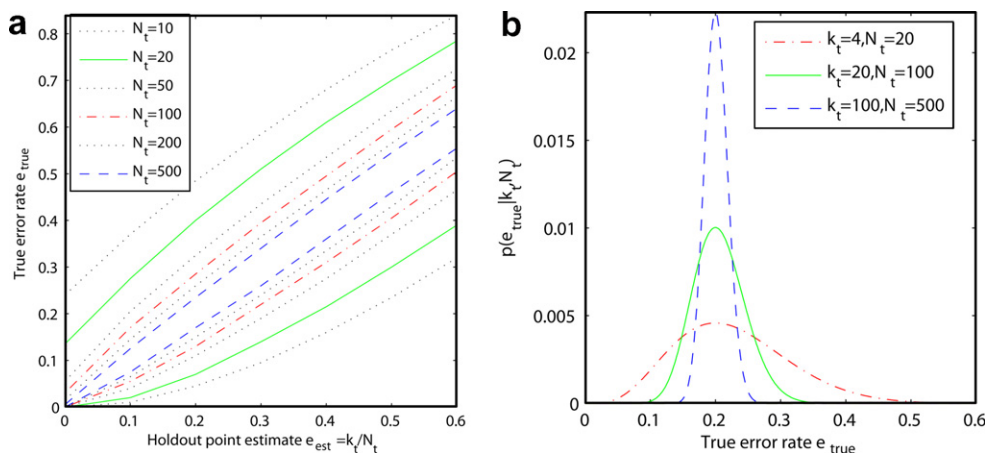 a
N_t=10
N_t=20
N_t=50
N_t=100
N_t=200
N_t=500
True error rate e_true
0.8
0.7
0.6
0.5
0.4
0.3
0.2
0.1
0
0 0.1 0.2 0.3 0.4 0.5 0.6
Holdout point estimate e_est =k_t/N_t
b
k_t=4,N_t=20
k_t=20,N_t=100
k_t=100,N_t=500
p(e_true|k_t,N_t)
0.02
0.015
0.01
0.005
0
0 0.1 0.2 0.3 0.4 0.5 0.6
True error rate e_true